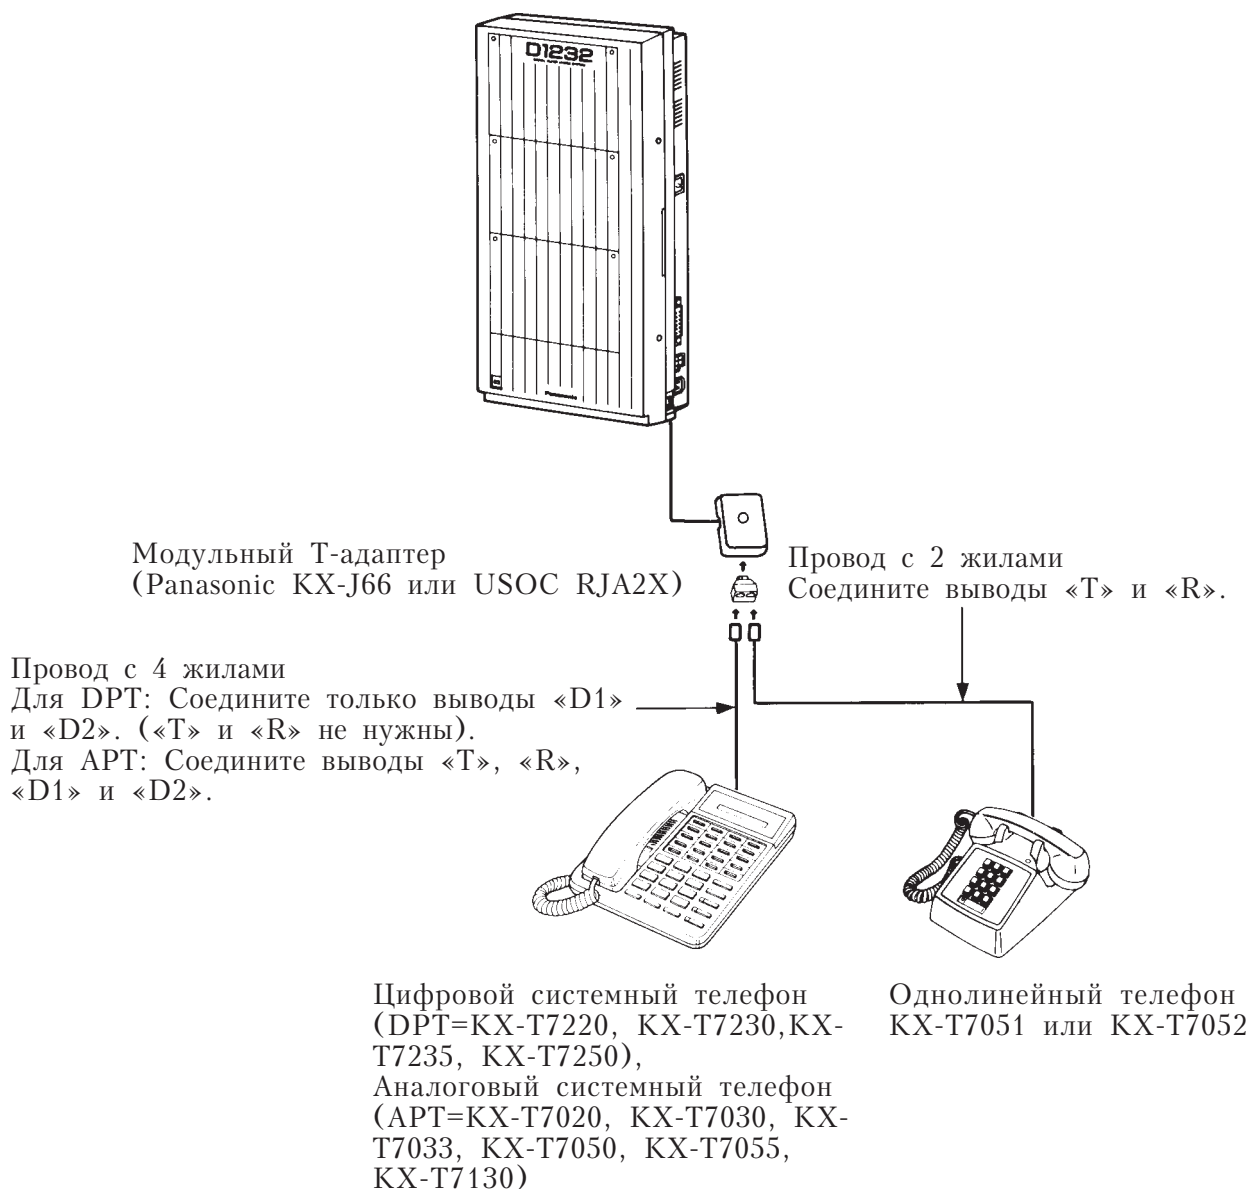 D1232
Panasonic
Модульный Т-адаптер
(Panasonic KX-J66 или USOC RJA2X)
Провод с 2 жилами
Соедините выводы «T» и «R».
Провод с 4 жилами
Для DPT: Соедините только выводы «D1»
и «D2». («T» и «R» не нужны).
Для APT: Соедините выводы «T», «R»,
«D1» и «D2».
Цифровой системный телефон
(DPT=KX-T7220, KX-T7230,KX-
T7235, KX-T7250),
Аналоговый системный телефон
(APT=KX-T7020, KX-T7030, KX-
T7033, KX-T7050, KX-T7055,
KX-T7130)
Однолинейный телефон
KX-T7051 или KX-T7052